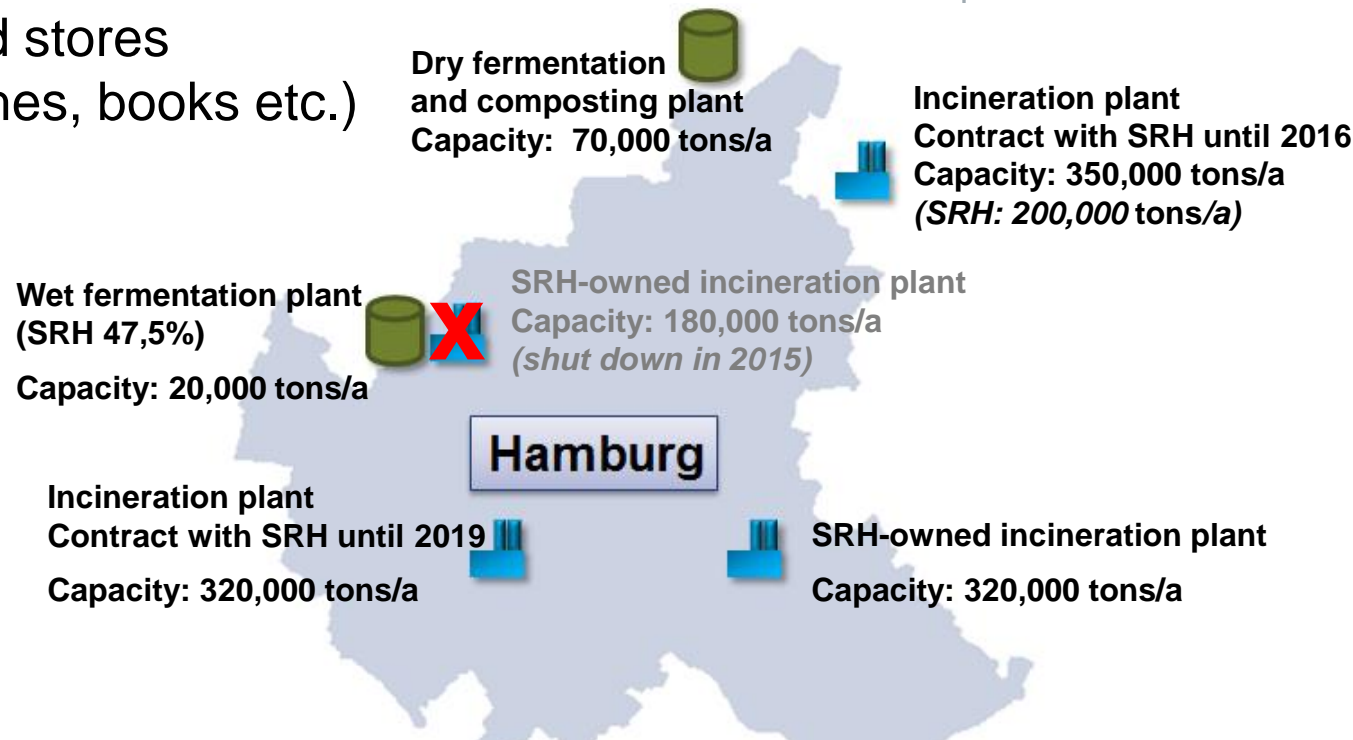 d stores
nes, books etc.)
Dry fermentation
and composting plant
Capacity: 70,000 tons/a
Incineration plant
Contract with SRH until 2016
Capacity: 350,000 tons/a
(SRH: 200,000 tons/a)
Wet fermentation plant
(SRH 47,5%)
Capacity: 20,000 tons/a
X
SRH-owned incineration plant
Capacity: 180,000 tons/a
(shut down in 2015)
Hamburg
Incineration plant
Contract with SRH until 2019
Capacity: 320,000 tons/a
SRH-owned incineration plant
Capacity: 320,000 tons/a